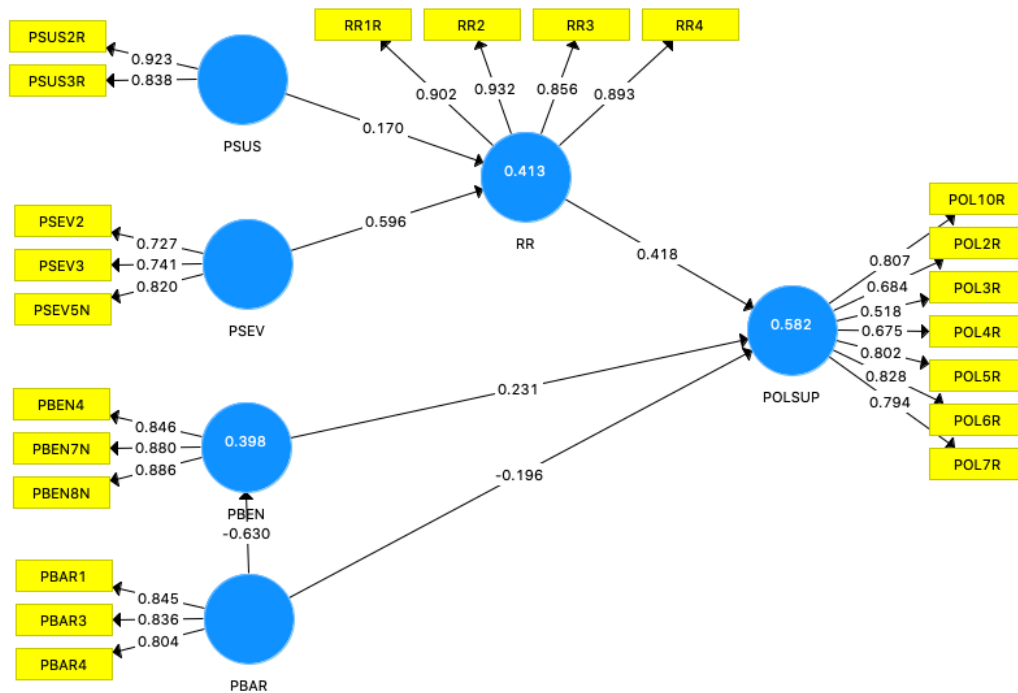 PSUS2R
PSUS3R
0.923
0.838
PSUS
RR1R
RR2
RR3
RR4
0.902
0.932
0.856
0.893
0.170
0.413
RR
PSEV2
PSEV3
PSEV5N
0.727
0.741
0.820
PSEV
0.596
0.418
POL10R
POL2R
POL3R
POL4R
POL5R
POL6R
POL7R
0.807
0.684
0.518
0.675
0.802
0.828
0.794
0.582
POLSUP
PBEN4
PBEN7N
PBEN8N
0.846
0.880
0.886
0.398
PBEN
0.231
-0.630
-0.196
PBAR1
PBAR3
PBAR4
0.845
0.836
0.804
PBAR